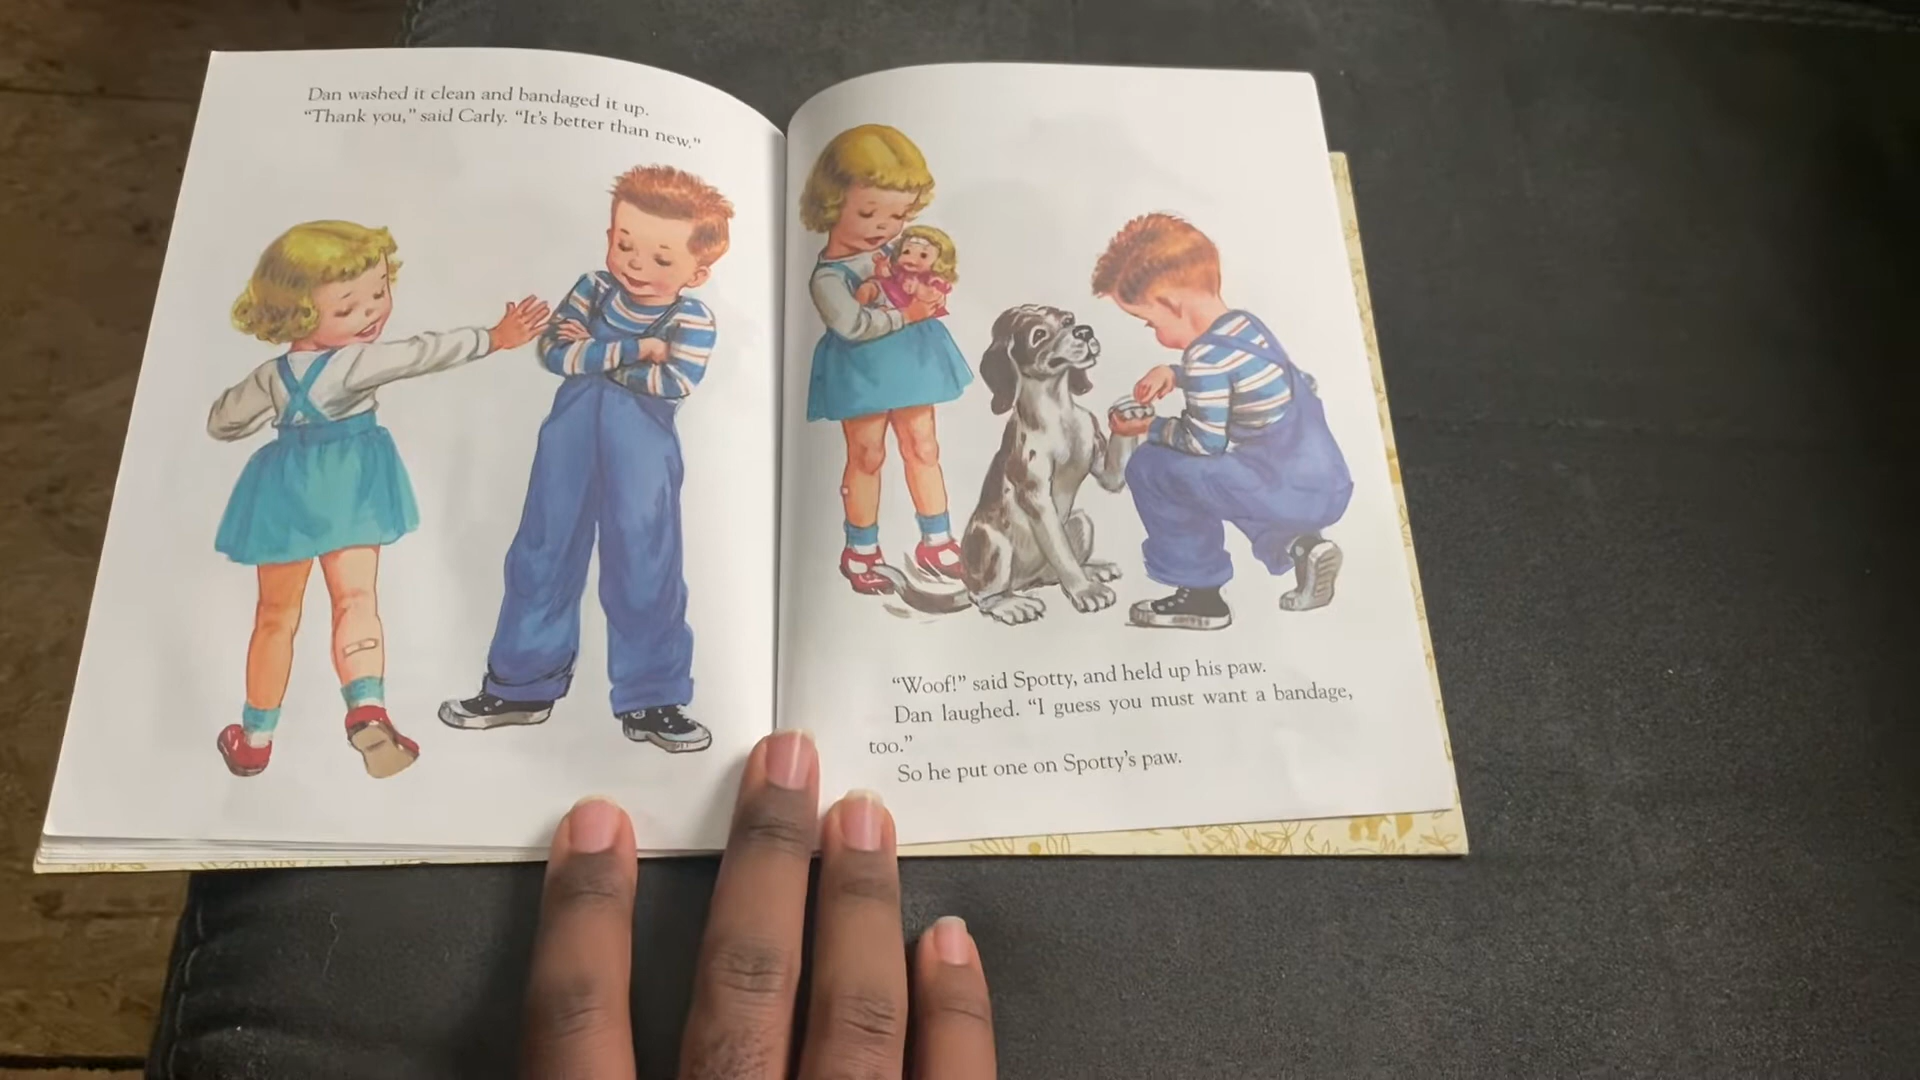 Dan washed it clean and bandaged it up.
“Thank you,” said Carly. “It’s better than new.”
“Woof!” said Spotty, and held up his paw.
Dan laughed. “I guess you must want a bandage,
too.”
So he put one on Spotty’s paw.